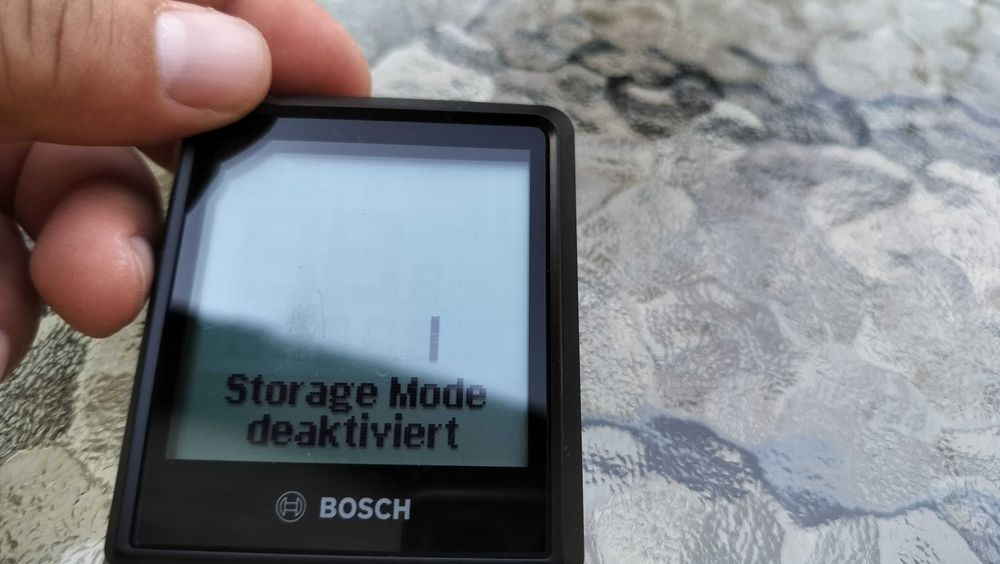 Storage Mode
deaktiviert
BOSCH